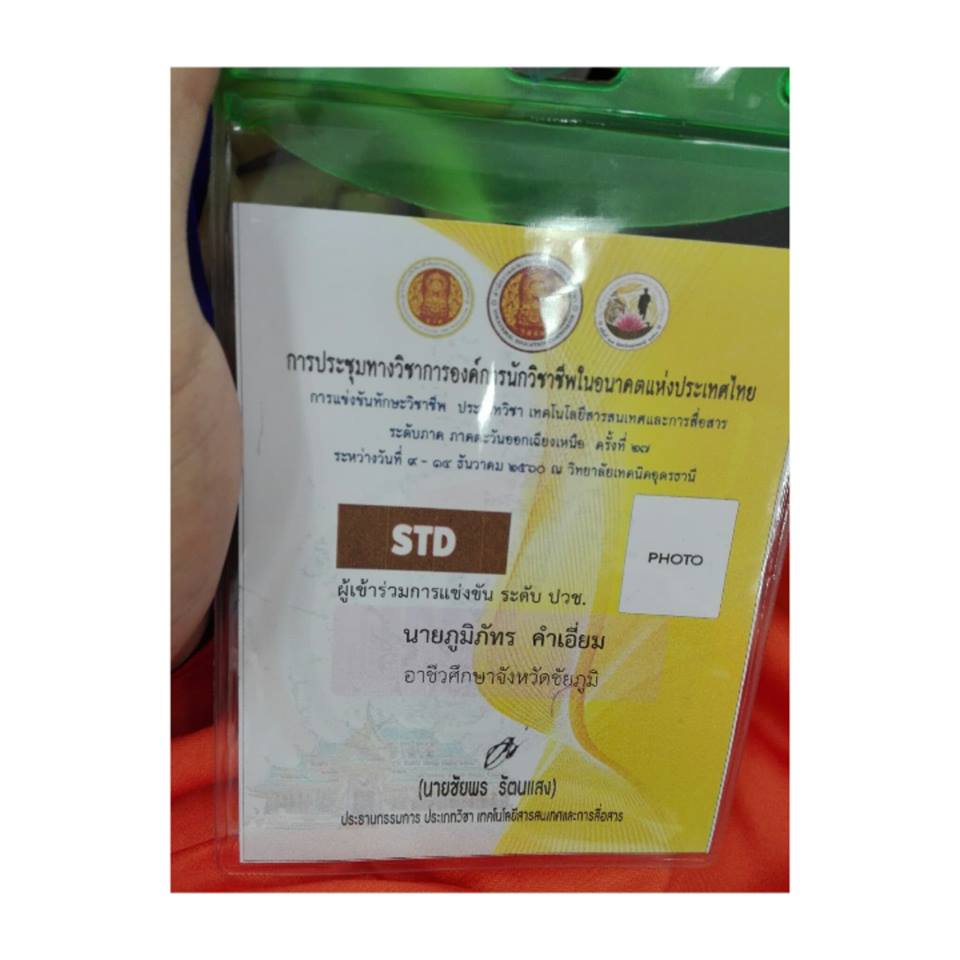 การประชุมทางวิชาการองค์การนักวิชาชีพในอนาคตแห่งประเทศไทย
การแข่งขันทักษะวิชาชีพ ประเภทวิชา เทคโนโลยีสารสนเทศและการสื่อสาร
ระดับภาค ภาคตะวันออกเฉียงเหนือ ครั้งที่ ๒๗
ระหว่างวันที่ ๙ - ๑๔ ธันวาคม ๒๕๖๐ ณ วิทยาลัยเทคนิคอุดรธานี
STD
PHOTO
ผู้เข้าร่วมการแข่งขัน ระดับ ปวช.
นายภูมิภัทร คำเอี่ยม
อาชีวศึกษาจังหวัดชัยภูมิ
(นายชัยพร รัตนแสง)
ประธานกรรมการ ประเภทวิชา เทคโนโลยีสารสนเทศและการสื่อสาร